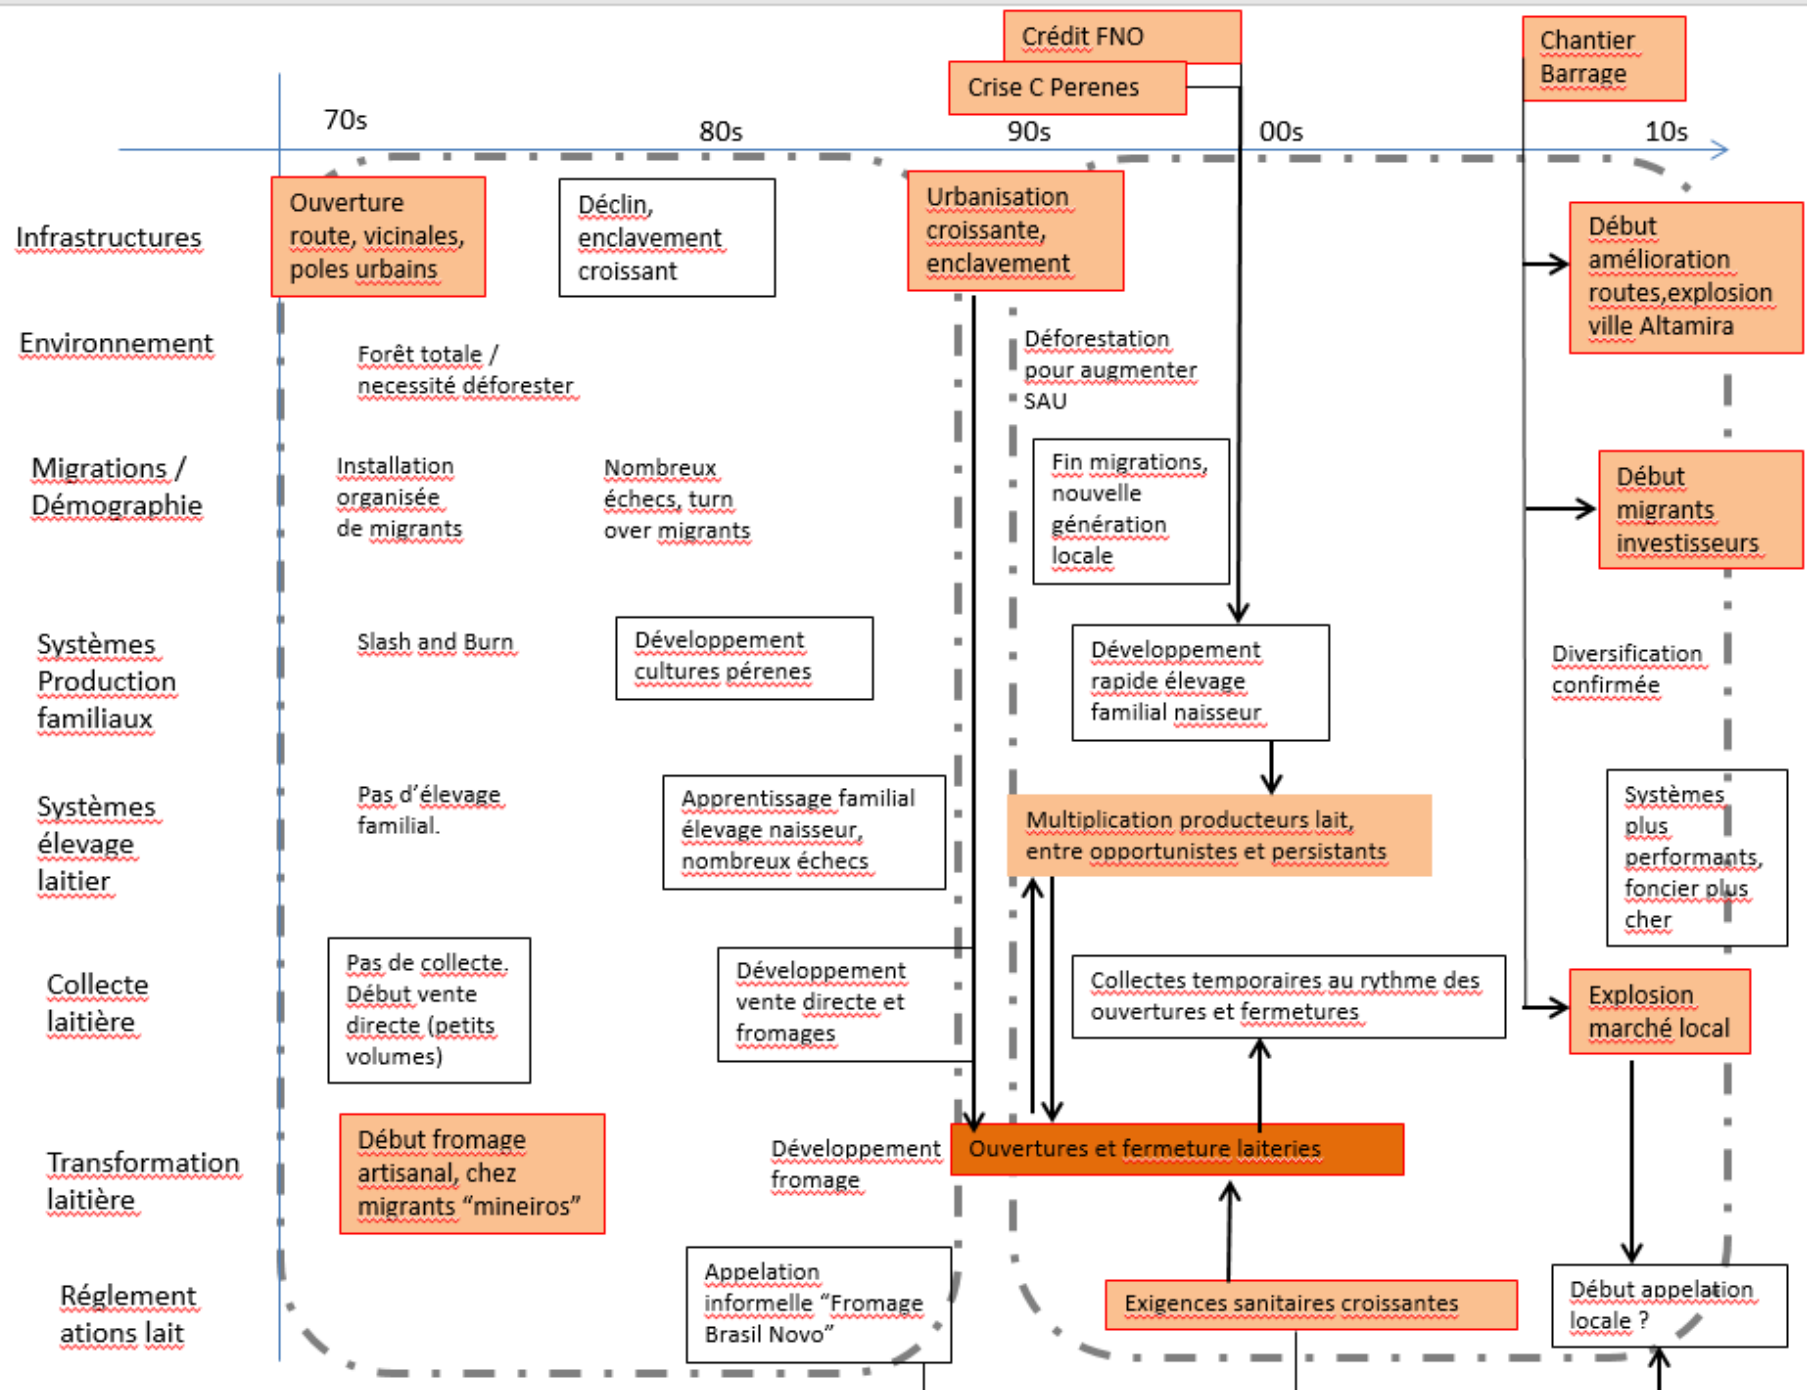 Crédit FNO
Crise C Perenes
Chantier
Barrage
70s
80s
90s
00s
10s
Infrastructures
Ouverture
route, vicinales,
poles urbains
Déclin,
enclavement
croissant
Urbanisation
croissante,
enclavement
Début
amélioration
routes,explosion
ville Altamira
Environnement
Forêt totale /
necessité déforester
Déforestation
pour augmenter
SAU
Migrations /
Démographie
Installation
organisée
de migrants
Nombreux
échecs, turn
over migrants
Fin migrations,
nouvelle
génération
locale
Début
migrants
investisseurs
Systèmes
Production
familiaux
Slash and Burn
Développement
cultures pérenes
Développement
rapide élevage
familial naisseur
Diversification
confirmée
Systèmes
élevage
laitier
Pas d’élevage
familial.
Apprentissage familial
élevage naisseur,
nombreux échecs
Multiplication producteurs lait,
entre opportunistes et persistants
Systèmes
plus
performants,
foncier plus
cher
Collecte
laitière
Pas de collecte.
Début vente
directe (petits
volumes)
Développement
vente directe et
fromages
Collectes temporaires au rythme des
ouvertures et fermetures
Explosion
marché local
Transformation
laitière
Début fromage
artisanal, chez
migrants “mineiros”
Développement
fromage
Ouvertures et fermeture laiteries
Réglement
ations lait
Appelation
informelle “Fromage
Brasil Novo”
Exigences sanitaires croissantes
Début appelation
locale ?